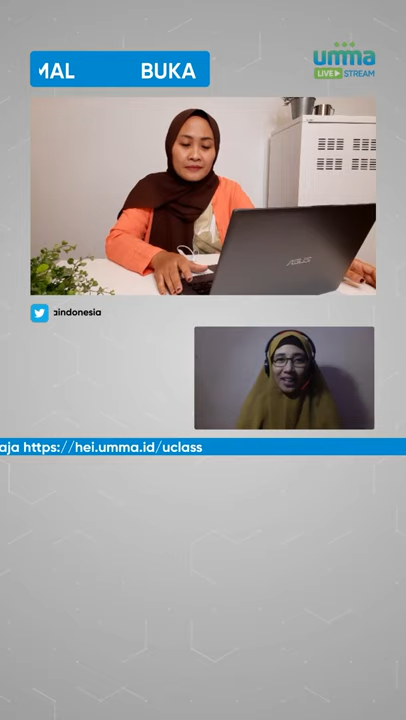 MAL BUKA
umma
LIVE STREAM
ASUS
aindonesia
aja https://hei.umma.id/uclass